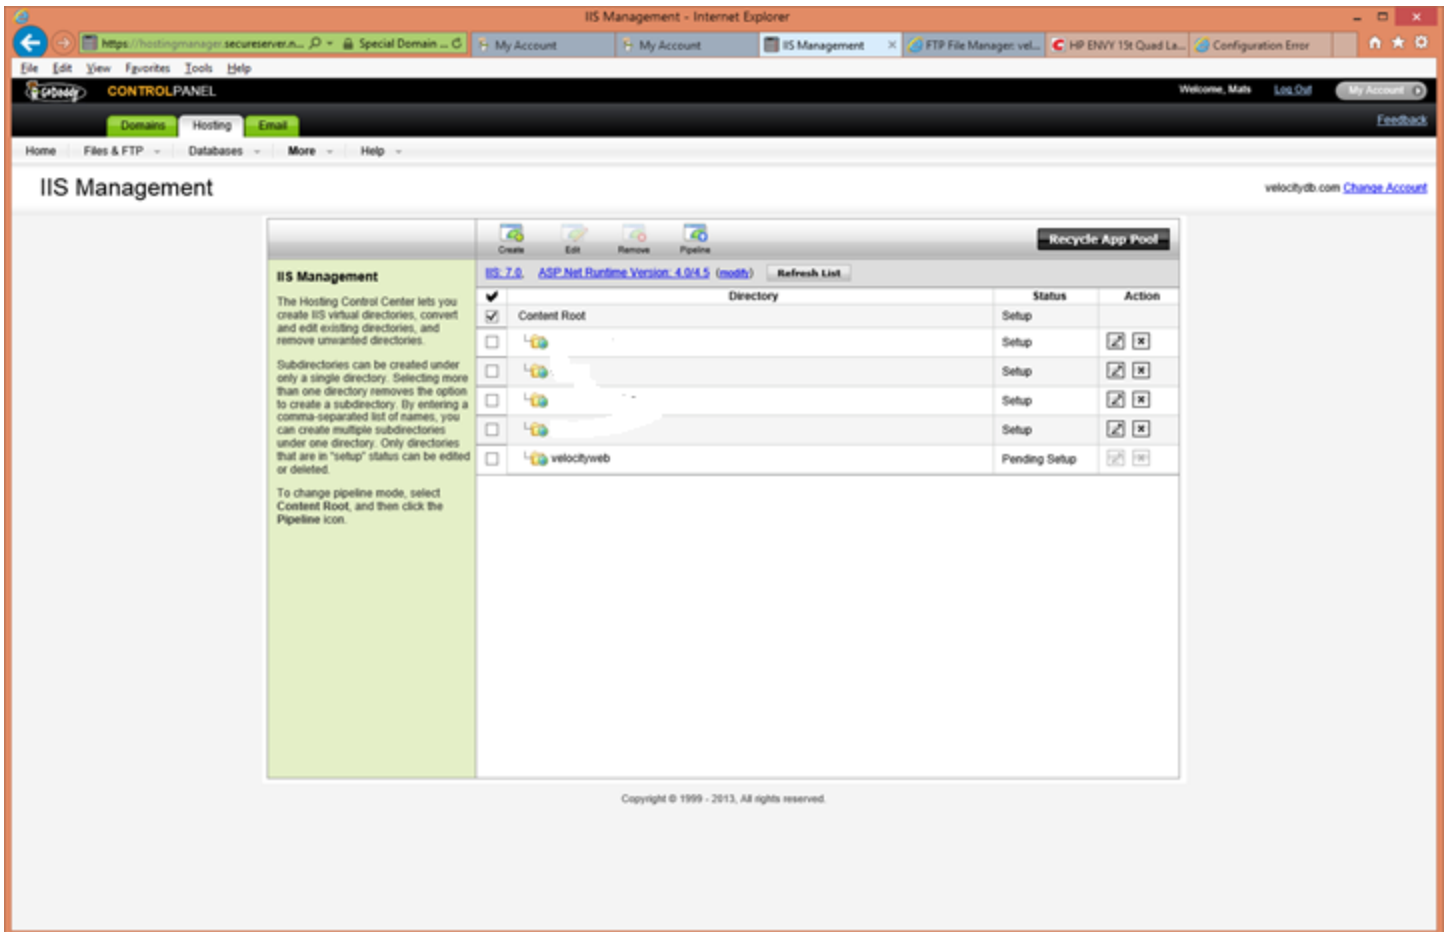 IIS Management - Internet Explorer
https://hostingmanager.secureserver.n... Special Domain ... My Account My Account IIS Management FTP File Manager: vel... HP ENVY 15t Quad La... Configuration Error
File Edit View Favorites Tools Help
GoDaddy CONTROLPANEL Welcome, Mats Log Out My Account
Domains Hosting Email Feedback
Home Files & FTP Databases More Help
IIS Management velocitydb.com Change Account
Create Edit Remove Pipeline Recycle App Pool
IIS: 7.0, ASP.Net Runtime Version: 4.0/4.5 (modify) Refresh List
IIS Management
The Hosting Control Center lets you
create IIS virtual directories, convert
and edit existing directories, and
remove unwanted directories.
Subdirectories can be created under
only a single directory. Selecting more
than one directory removes the option
to create a subdirectory. By entering a
comma-separated list of names, you
can create multiple subdirectories
under one directory. Only directories
that are in "setup" status can be edited
or deleted.
To change pipeline mode, select
Content Root, and then click the
Pipeline icon.
Directory Status Action
Content Root Setup
Setup
Setup
Setup
Setup
velocityweb Pending Setup
Copyright © 1999 - 2013, All rights reserved.